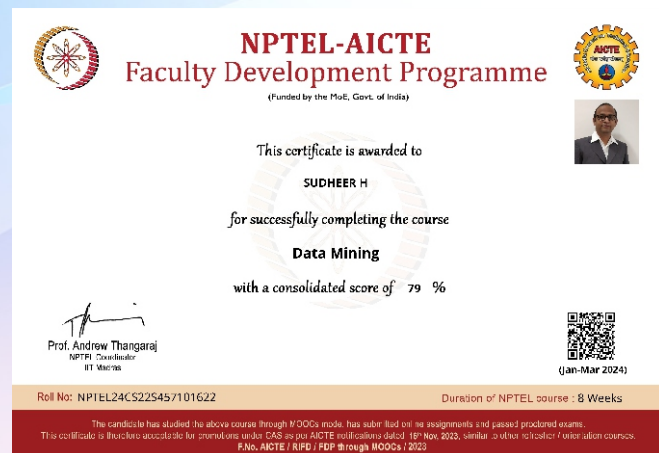 NPTEL-AICTE
Faculty Development Programme
(Funded by the MoE, Govt. of India)
AICTE
This certificate is awarded to
SUDHEER H
for successfully completing the course
Data Mining
with a consolidated score of 79 %
Prof. Andrew Thangaraj
NPTEL Coordinator
IIT Madras
(Jan-Mar 2024)
Roll No: NPTEL24CS22S457101622
Duration of NPTEL course : 8 Weeks
The candidate has studied the above course through MOOCs mode, has submitted online assignments and passed proctored exams.
This certificate is therefore acceptable for promotions under CAS as per AICTE notifications dated 16th Nov, 2023, similar to other refresher / orientation courses.
F.No. AICTE / RIFD / FDP through MOOCs / 2023